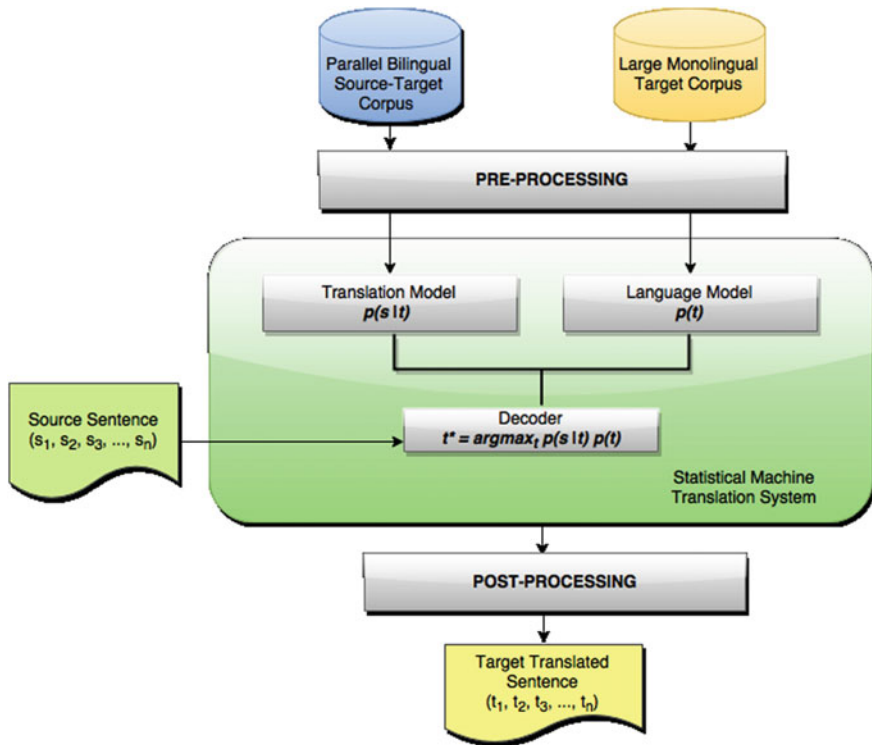 Parallel Bilingual
Source-Target
Corpus
Large Monolingual
Target Corpus
PRE-PROCESSING
Translation Model
p(s|t)
Language Model
p(t)
Source Sentence
(s₁, s₂, s₃, ..., sₙ)
Decoder
t* = argmaxₜ p(s|t) p(t)
Statistical Machine
Translation System
POST-PROCESSING
Target Translated
Sentence
(t₁, t₂, t₃, ..., tₙ)